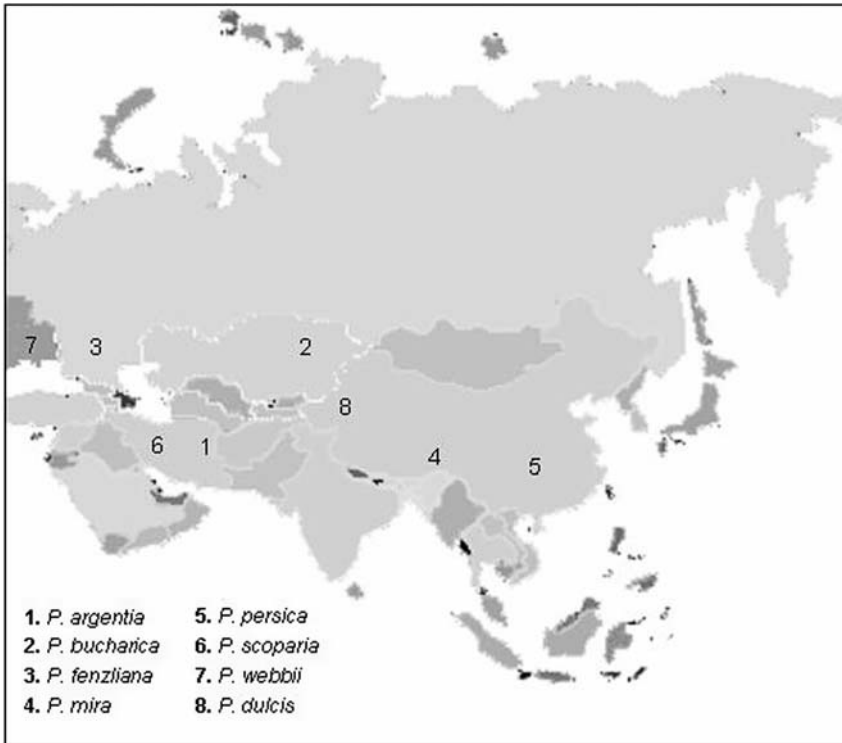 2
7
3
8
6
1
4
5
1. P. argentia
2. P. bucharica
3. P. fenzliana
4. P. mira
5. P. persica
6. P. scoparia
7. P. webbii
8. P. dulcis